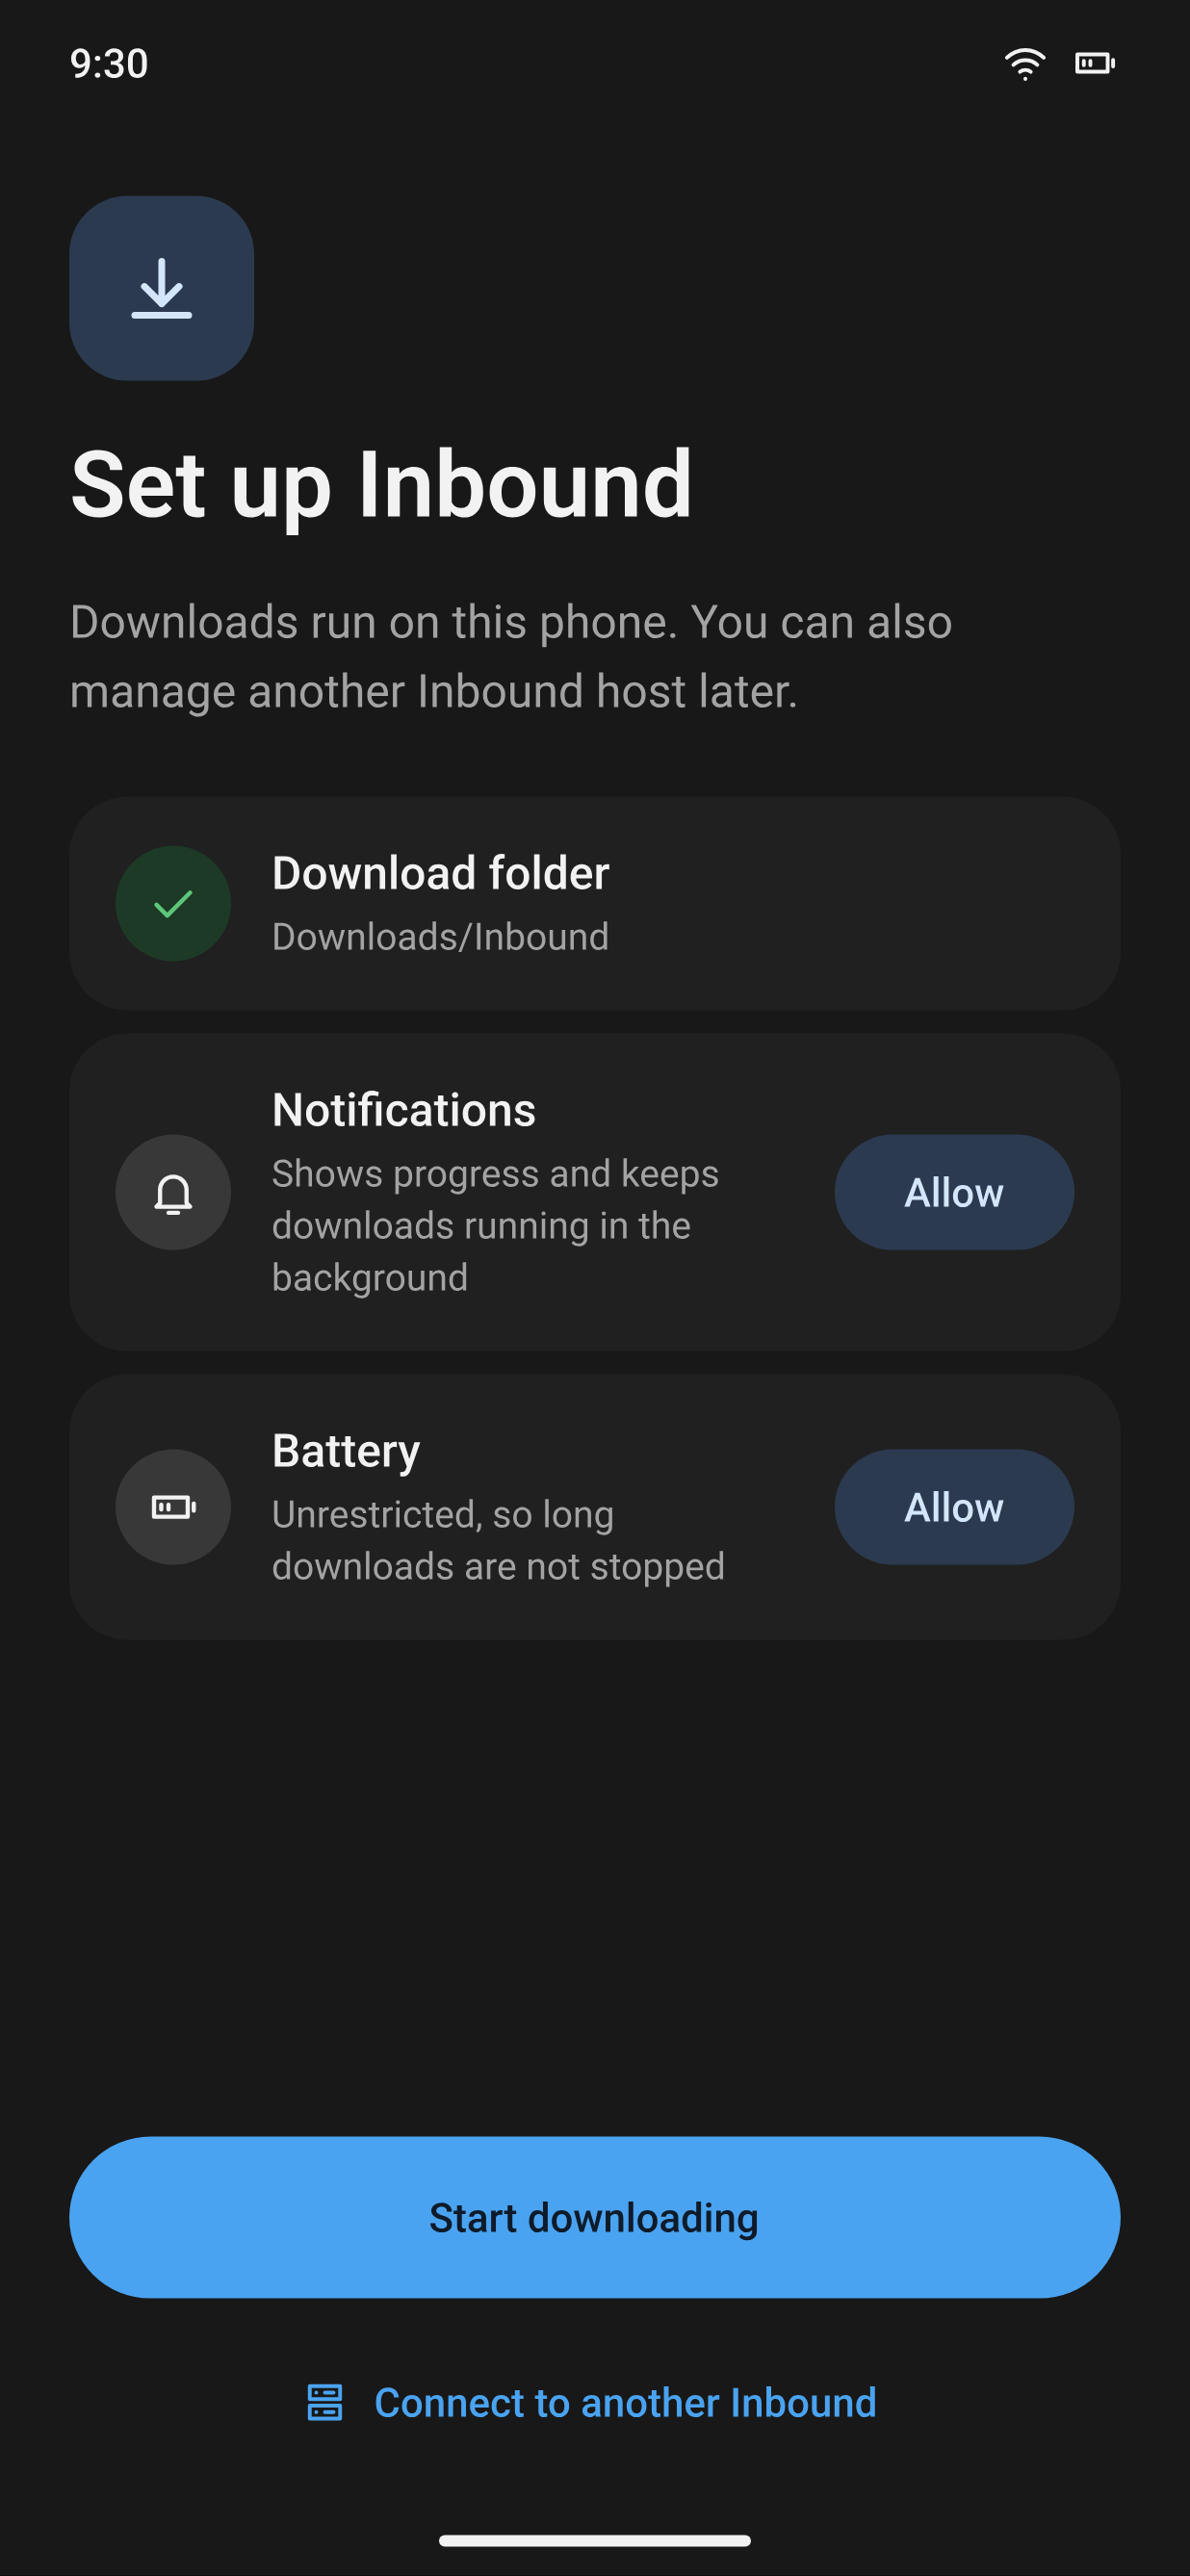 9:30
Set up Inbound
Downloads run on this phone. You can also
manage another Inbound host later.
Download folder
Downloads/Inbound
Notifications
Shows progress and keeps
downloads running in the
background
Allow
Battery
Unrestricted, so long
downloads are not stopped
Allow
Start downloading
Connect to another Inbound